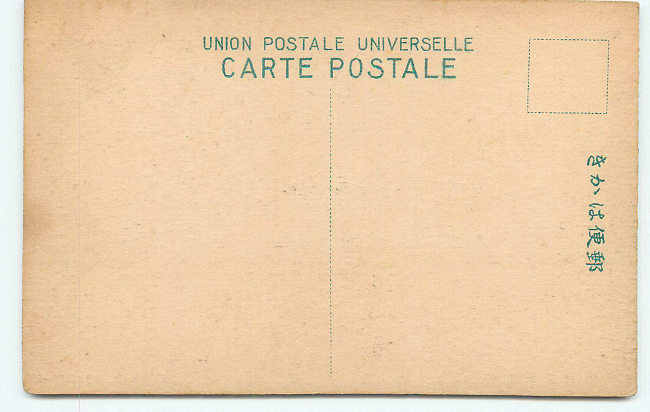 UNION POSTALE UNIVERSELLE
CARTE POSTALE
郵便はかき